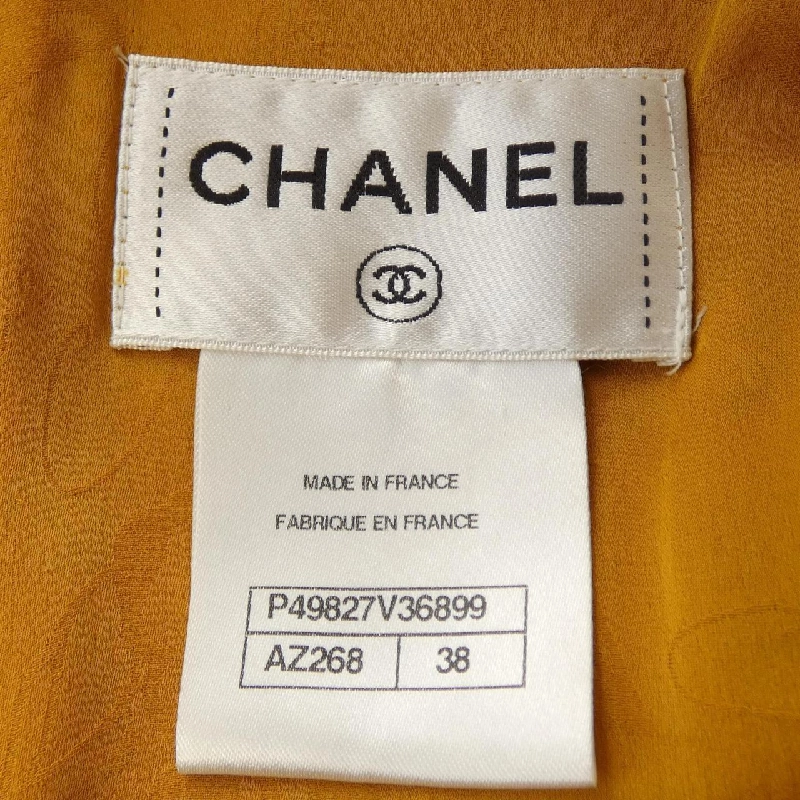 CHANEL
MADE IN FRANCE
FABRIQUE EN FRANCE
P49827V36899
AZ268 38